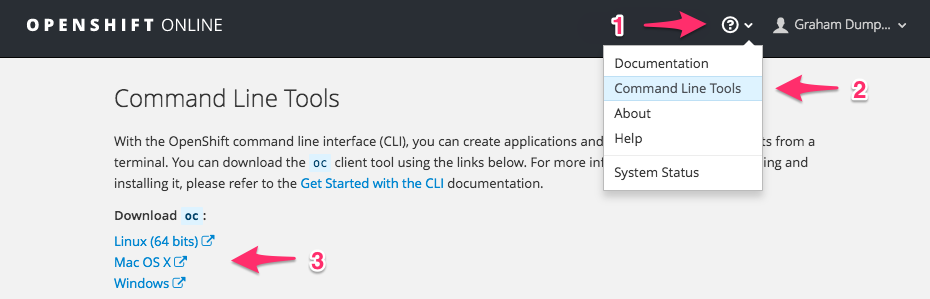 OPENSHIFT ONLINE
1
Graham Dump...
Documentation
Command Line Tools
2
About
Help
System Status
Command Line Tools
With the OpenShift command line interface (CLI), you can create applications and ts from a
terminal. You can download the oc client tool using the links below. For more inf ing and
installing it, please refer to the Get Started with the CLI documentation.
Download oc:
Linux (64 bits)
Mac OS X
3
Windows